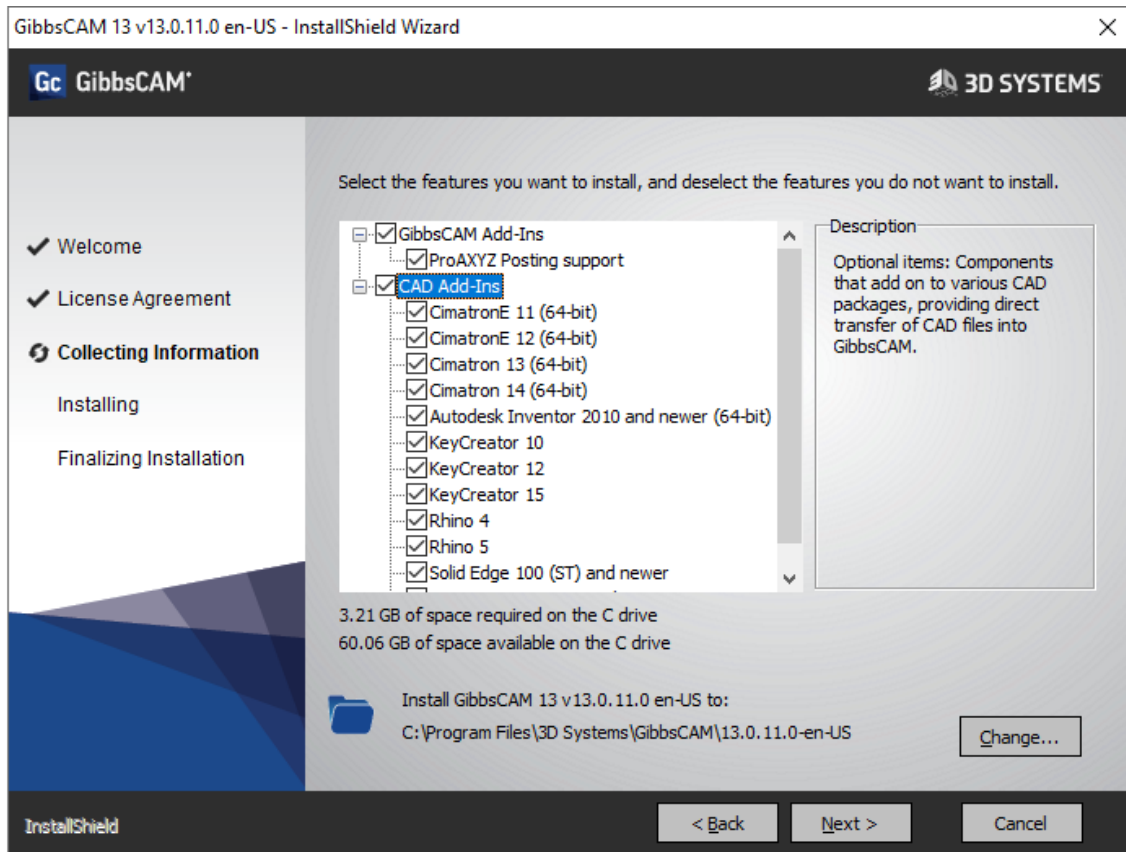 GibbsCAM 13 v13.0.11.0 en-US - InstallShield Wizard
Gc GibbsCAM®
3D SYSTEMS
Welcome
License Agreement
Collecting Information
Installing
Finalizing Installation
Select the features you want to install, and deselect the features you do not want to install.
GibbsCAM Add-Ins
ProAXYZ Posting support
CAD Add-Ins
CimatronE 11 (64-bit)
CimatronE 12 (64-bit)
Cimatron 13 (64-bit)
Cimatron 14 (64-bit)
Autodesk Inventor 2010 and newer (64-bit)
KeyCreator 10
KeyCreator 12
KeyCreator 15
Rhino 4
Rhino 5
Solid Edge 100 (ST) and newer
Description
Optional items: Components
that add on to various CAD
packages, providing direct
transfer of CAD files into
GibbsCAM.
3.21 GB of space required on the C drive
60.06 GB of space available on the C drive
Install GibbsCAM 13 v13.0.11.0 en-US to:
C:\Program Files\3D Systems\GibbsCAM\13.0.11.0-en-US
Change...
InstallShield
< Back
Next >
Cancel